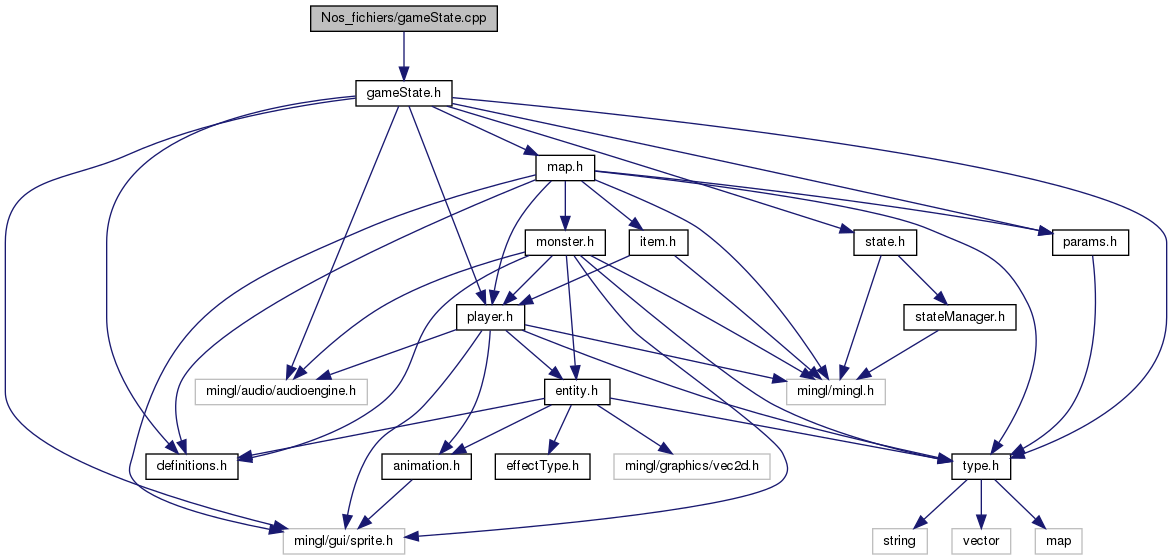 Nos_fichiers/gameState.cpp
gameState.h
map.h
monster.h
item.h
state.h
params.h
player.h
stateManager.h
mingl/audio/audioengine.h
entity.h
mingl/mingl.h
definitions.h
animation.h
effectType.h
mingl/graphics/vec2d.h
type.h
mingl/gui/sprite.h
string
vector
map